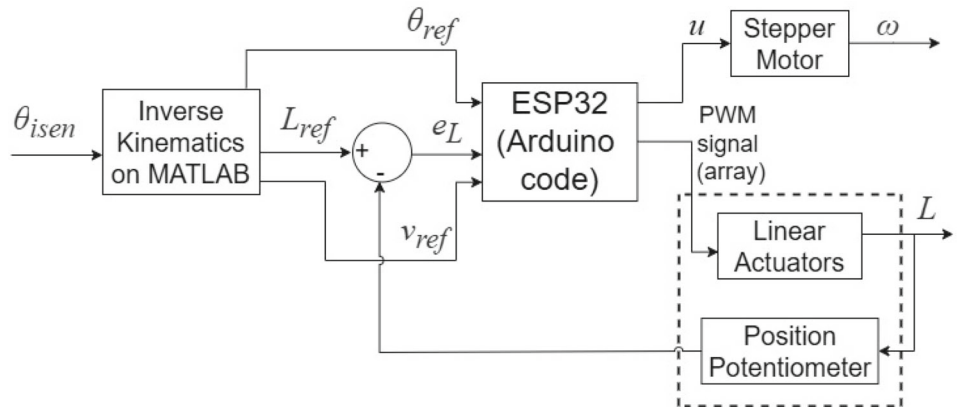 θref
u
Stepper
Motor
ω
θisen
Inverse
Kinematics
on MATLAB
Lref
+
-
eL
ESP32
(Arduino
code)
PWM
signal
(array)
vref
Linear
Actuators
L
Position
Potentiometer